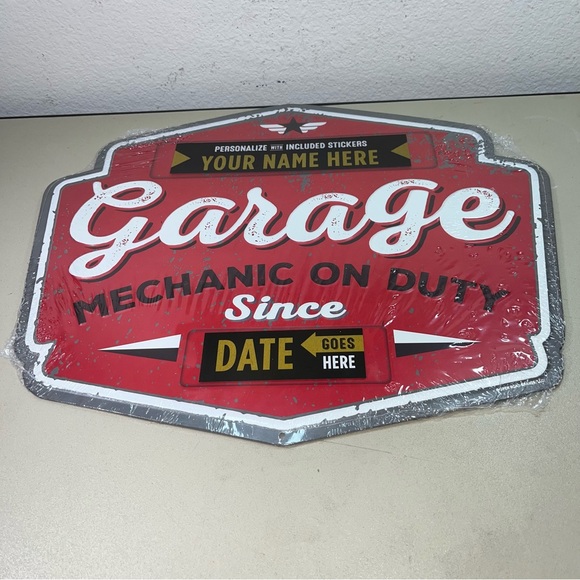 PERSONALIZE WITH INCLUDED STICKERS
YOUR NAME HERE
Garage
MECHANIC ON DUTY
Since
DATE GOES
HERE